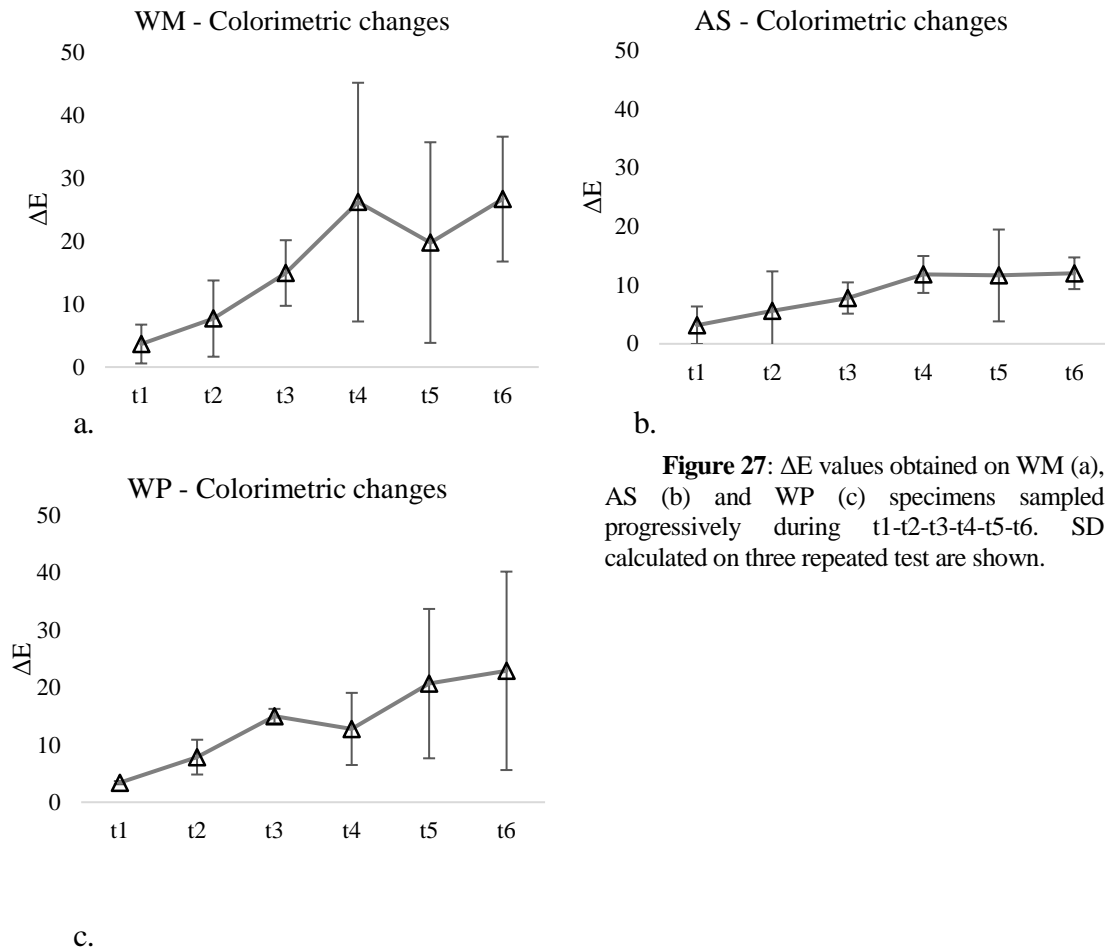 WM - Colorimetric changes
50
40
30
20
10
0
ΔE
t1 t2 t3 t4 t5 t6
a.
AS - Colorimetric changes
50
40
30
20
10
0
ΔE
t1 t2 t3 t4 t5 t6
b.
Figure 27: ΔE values obtained on WM (a),
AS (b) and WP (c) specimens sampled
progressively during t1-t2-t3-t4-t5-t6. SD
calculated on three repeated test are shown.
WP - Colorimetric changes
50
40
30
20
10
0
ΔE
t1 t2 t3 t4 t5 t6
c.